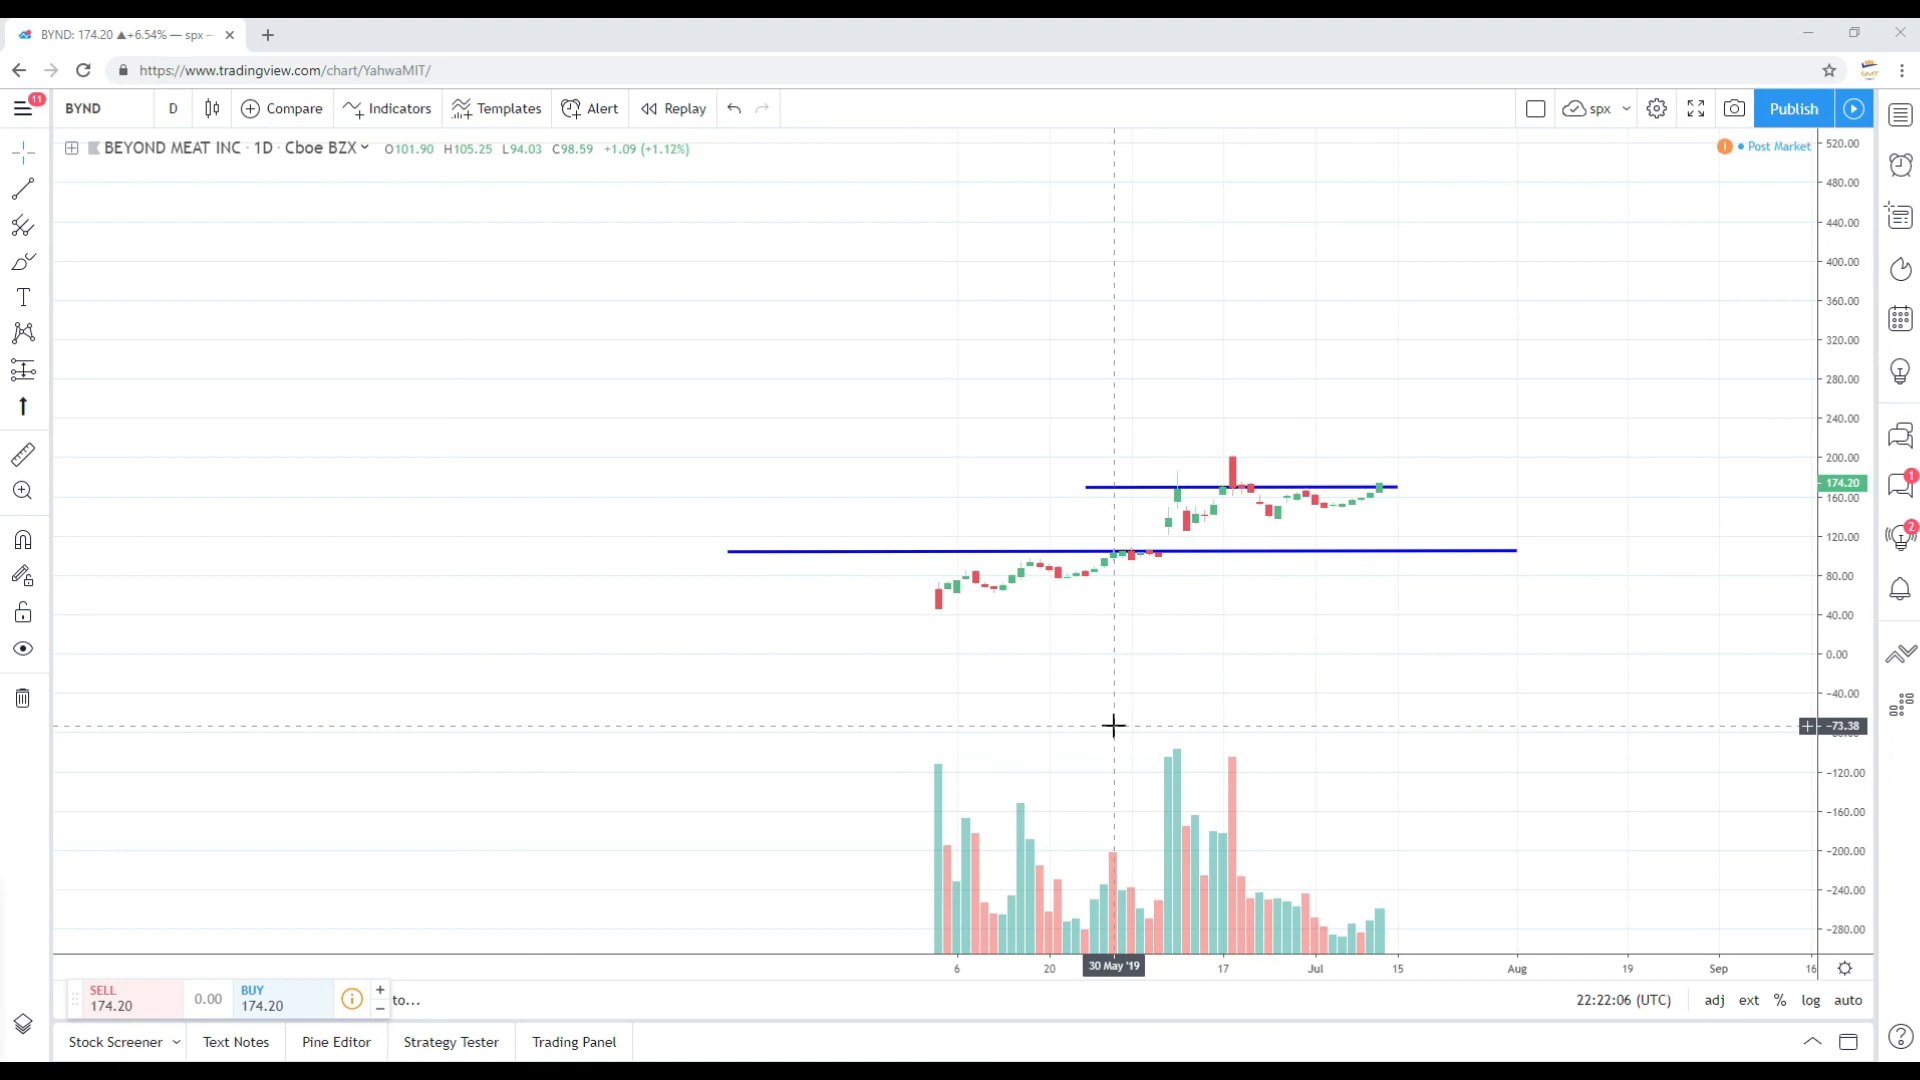 BYND: 174.20 ▲+6.54% — spx —
https://www.tradingview.com/chart/YahwaMIT/
11
BYND D Compare Indicators Templates Alert Replay spx Publish
BEYOND MEAT INC · 1D · Cboe BZX O101.90 H105.25 L94.03 C98.59 +1.09 (+1.12%)
Post Market
520.00
480.00
440.00
400.00
360.00
320.00
280.00
240.00
200.00
174.20
160.00
120.00
80.00
40.00
0.00
−40.00
−73.38
−120.00
−160.00
−200.00
−240.00
−280.00
1
2
6 20 30 May '19 17 Jul 15 Aug 19 Sep 16
SELL
174.20
0.00
BUY
174.20
to...
22:22:06 (UTC) adj ext % log auto
Stock Screener Text Notes Pine Editor Strategy Tester Trading Panel